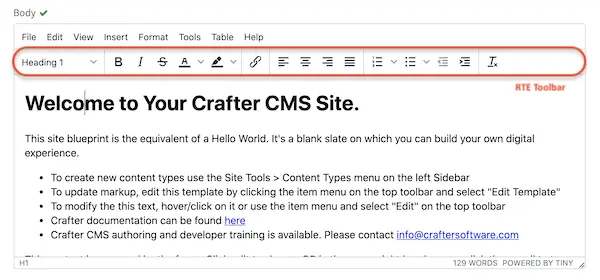 Body
File Edit View Insert Format Tools Table Help
Heading 1 B I S A
RTE Toolbar
Welcome to Your Crafter CMS Site.
This site blueprint is the equivalent of a Hello World. It's a blank slate on which you can build your own digital
experience.
• To create new content types use the Site Tools > Content Types menu on the left Sidebar
• To update markup, edit this template by clicking the item menu on the top toolbar and select "Edit Template"
• To modify the this text, hover/click on it or use the item menu and select "Edit" on the top toolbar
• Crafter documentation can be found here
• Crafter CMS authoring and developer training is available. Please contact info@craftersoftware.com
H1 129 WORDS POWERED BY TINY